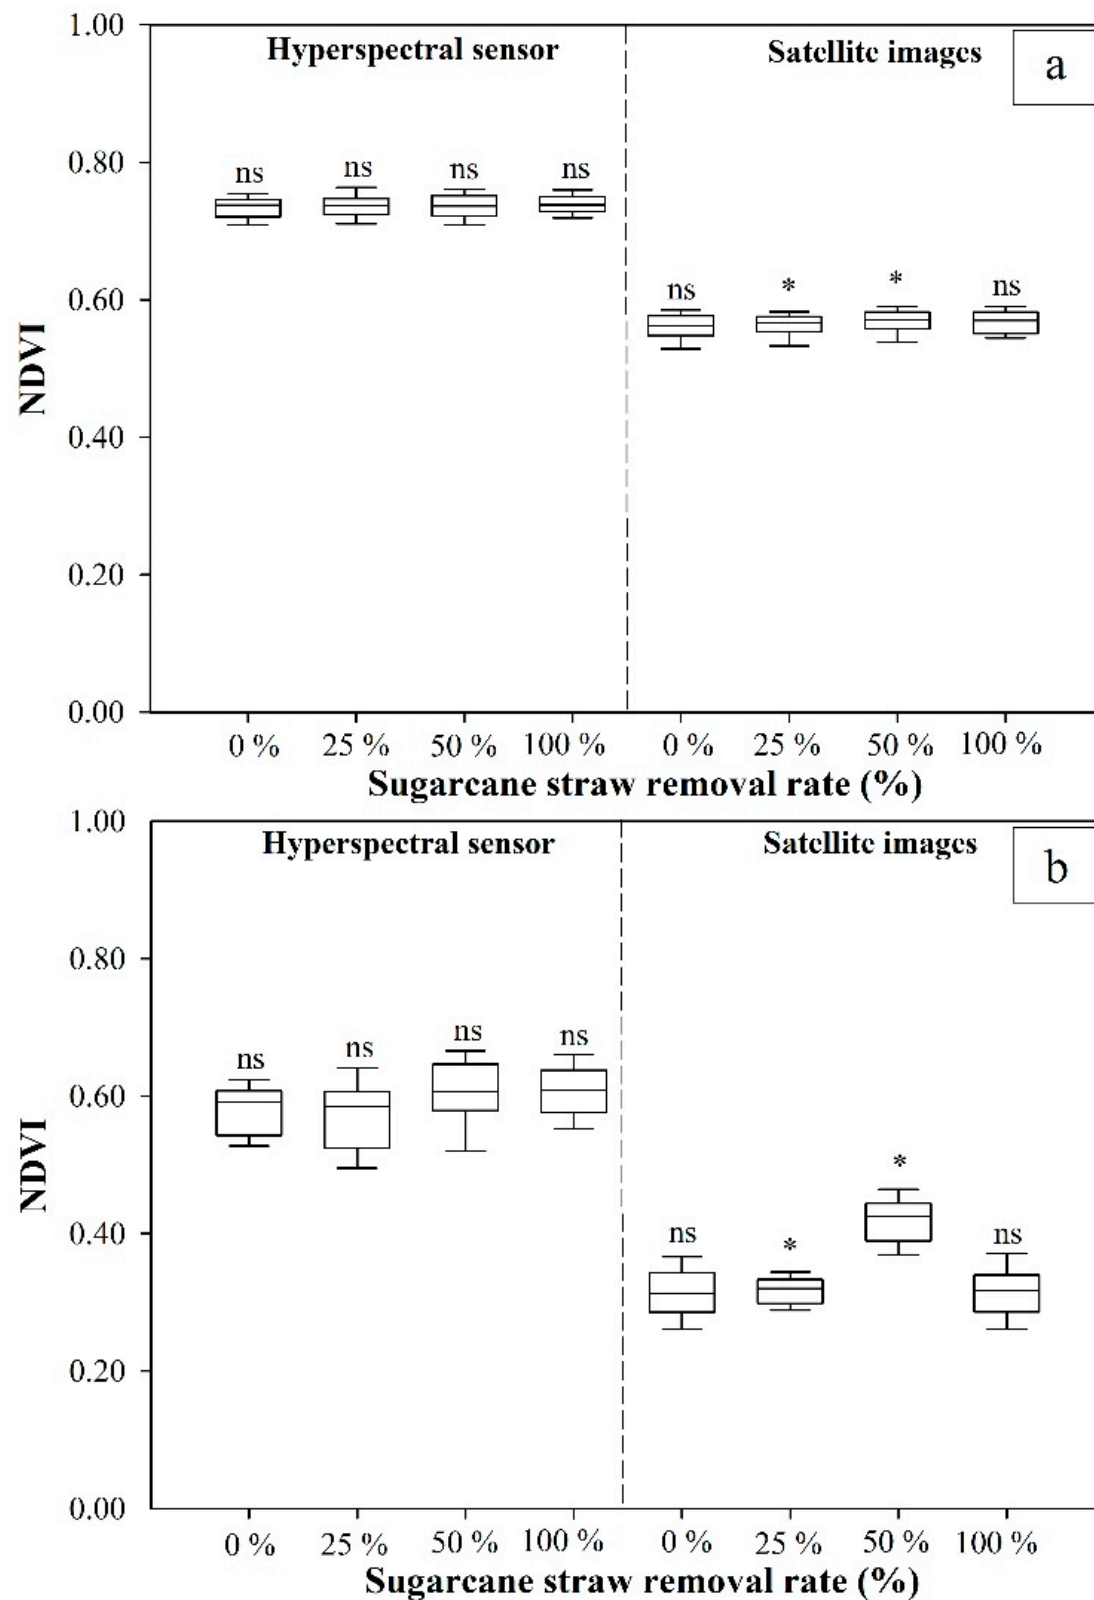 1.00
Hyperspectral sensor
Satellite images
a
0.80
ns
ns
ns
ns
0.60
ns
*
*
ns
NDVI
0.40
0.20
0.00
0 %
25 %
50 %
100 %
0 %
25 %
50 %
100 %
Sugarcane straw removal rate (%)
1.00
Hyperspectral sensor
Satellite images
b
0.80
ns
ns
ns
ns
0.60
NDVI
*
0.40
ns
*
ns
0.20
0.00
0 %
25 %
50 %
100 %
0 %
25 %
50 %
100 %
Sugarcane straw removal rate (%)